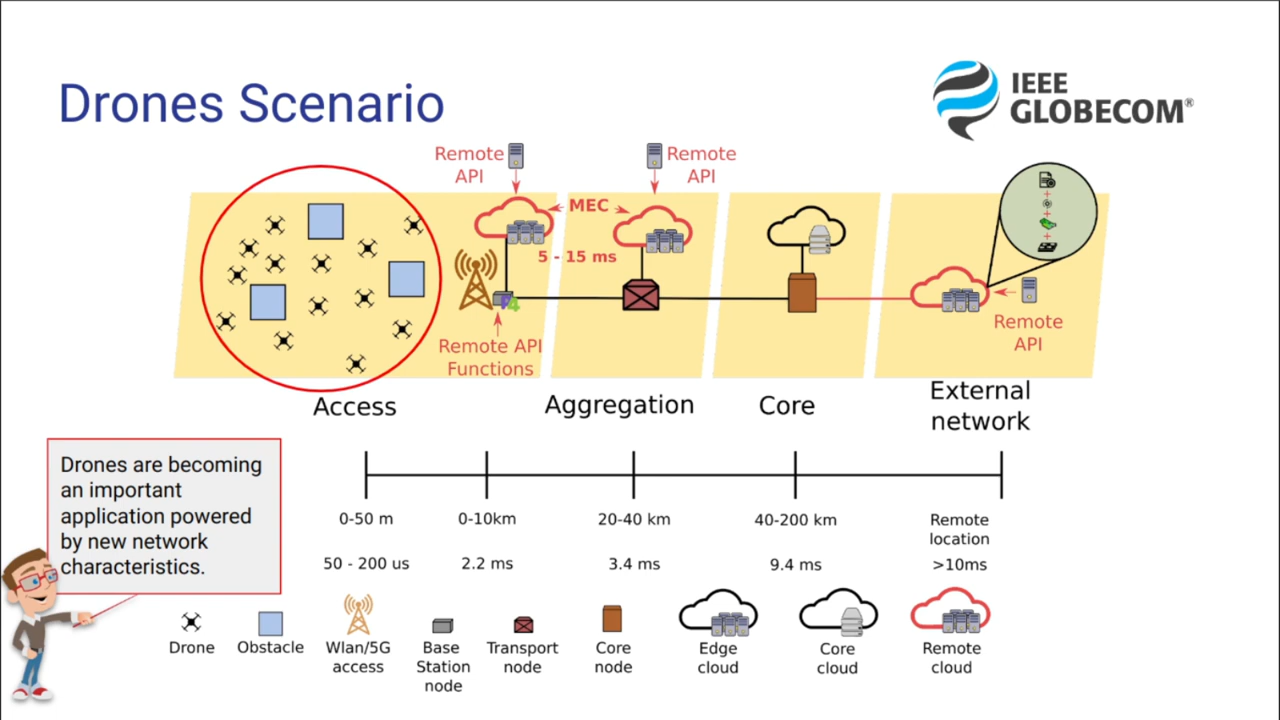 Drones Scenario
IEEE
GLOBECOM®
Remote
API
Remote
API
MEC
5 - 15 ms
P4
Remote API
Functions
Remote
API
Access
Aggregation
Core
External
network
Drones are becoming
an important
application powered
by new network
characteristics.
0-50 m
0-10km
20-40 km
40-200 km
Remote
location
50 - 200 us
2.2 ms
3.4 ms
9.4 ms
>10ms
Drone
Obstacle
Wlan/5G
access
Base
Station
node
Transport
node
Core
node
Edge
cloud
Core
cloud
Remote
cloud